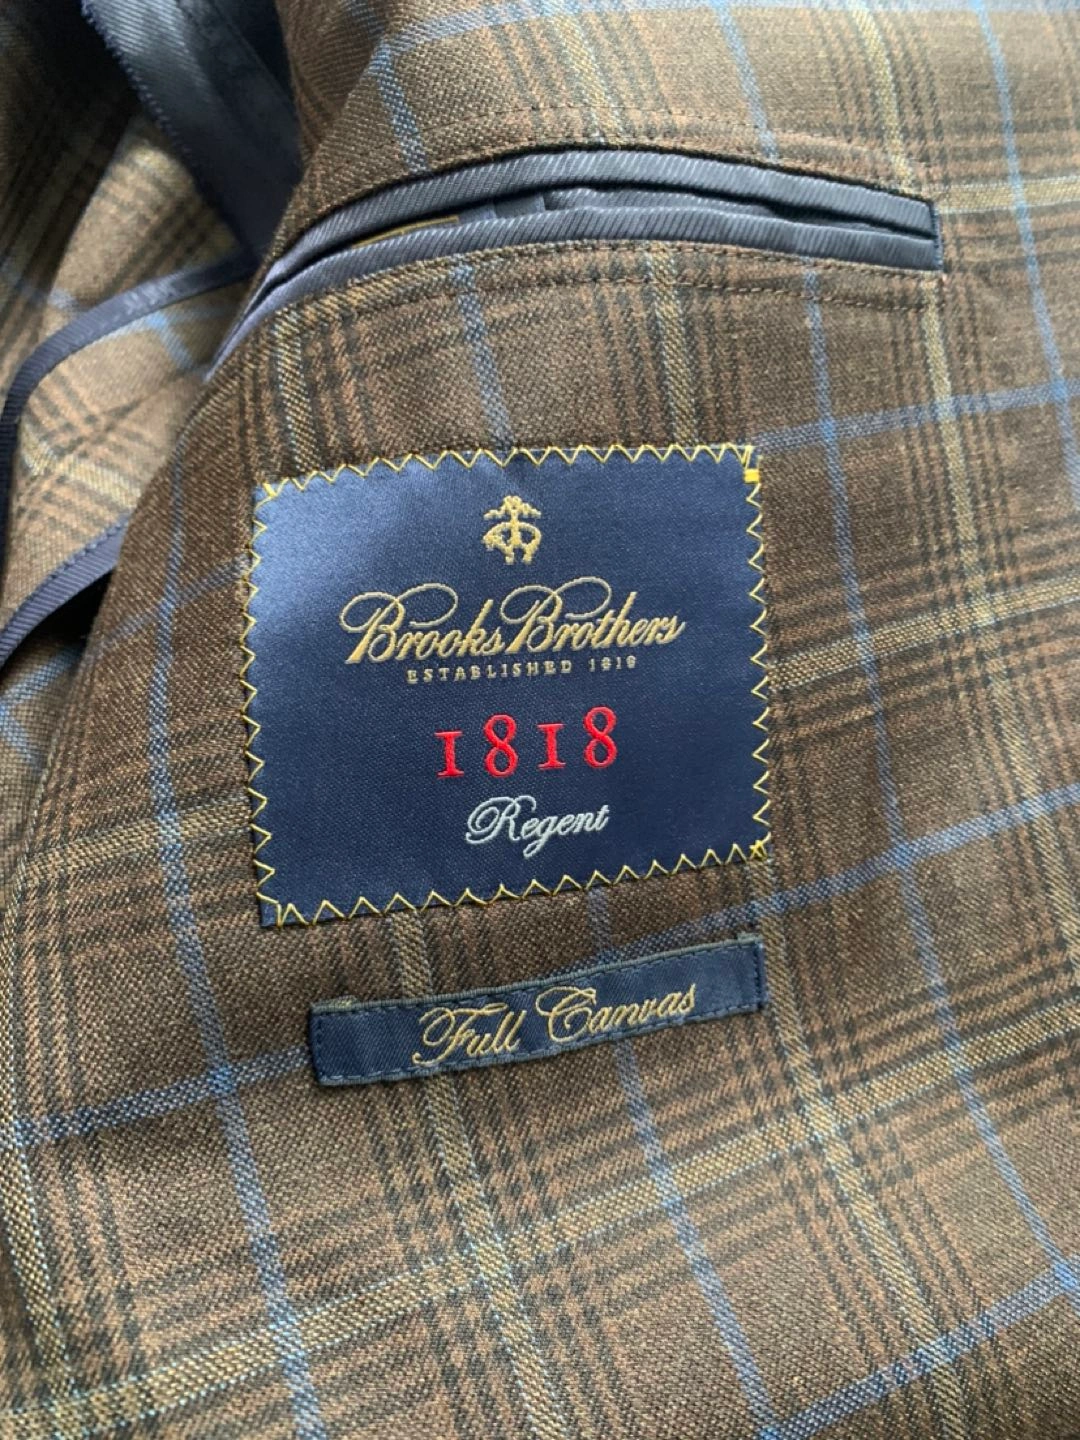 Brooks Brothers
ESTABLISHED 1818
1818
Regent
Full Canvas